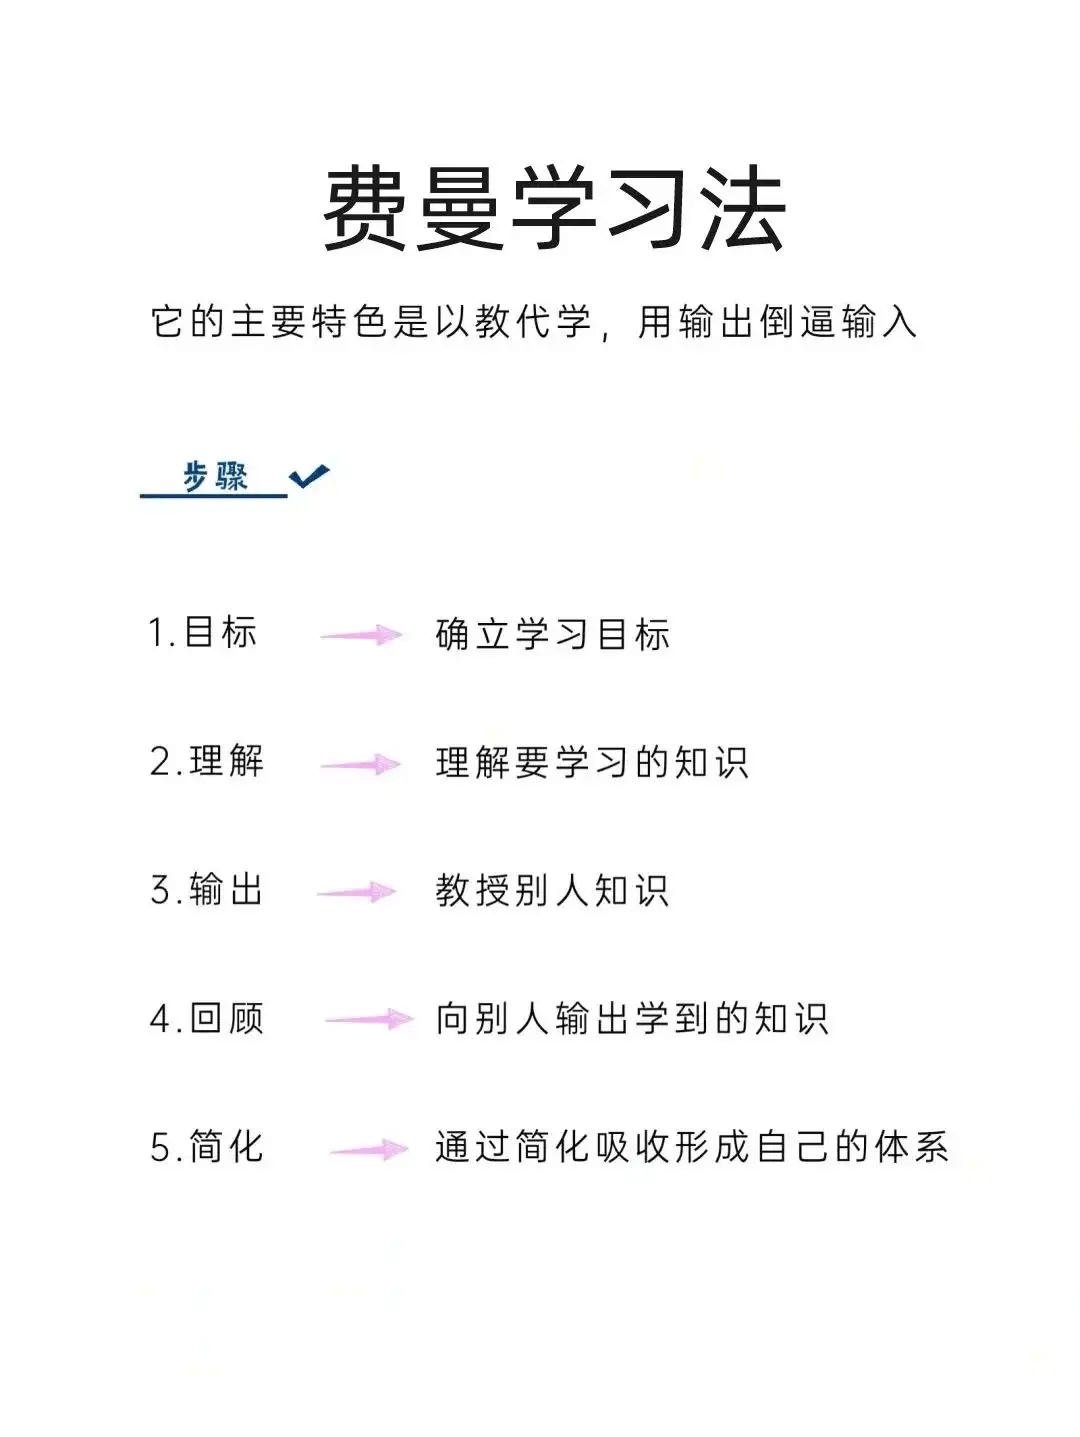 费曼学习法
它的主要特色是以教代学，用输出倒逼输入
步骤
1.目标 确立学习目标
2.理解 理解要学习的知识
3.输出 教授别人知识
4.回顾 向别人输出学到的知识
5.简化 通过简化吸收形成自己的体系